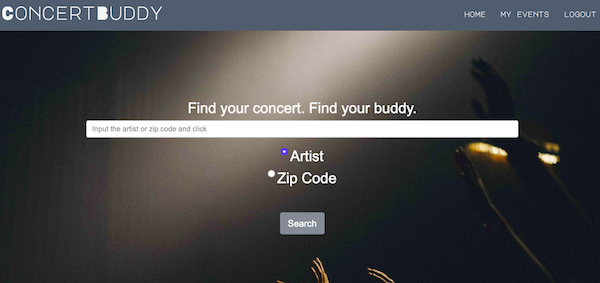 CONCERTBUDDY
HOME MY EVENTS LOGOUT
Find your concert. Find your buddy.
Input the artist or zip code and click
Artist
Zip Code
Search